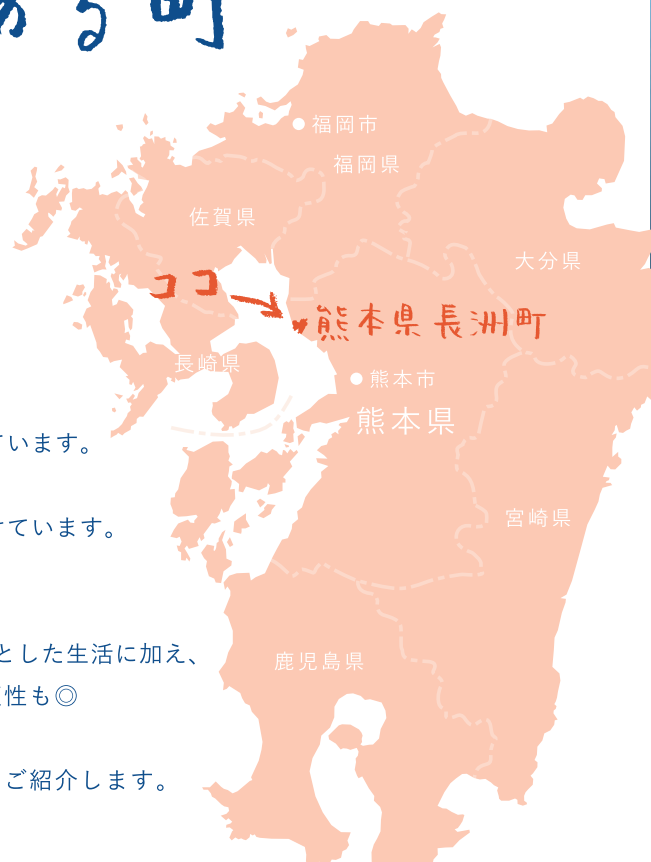 ある町
福岡市
福岡県
佐賀県
大分県
ココ
熊本県 長洲町
長崎県
熊本市
熊本県
ています。
宮崎県
けています。
とした生活に加え、
鹿児島県
性も◎
ご紹介します。